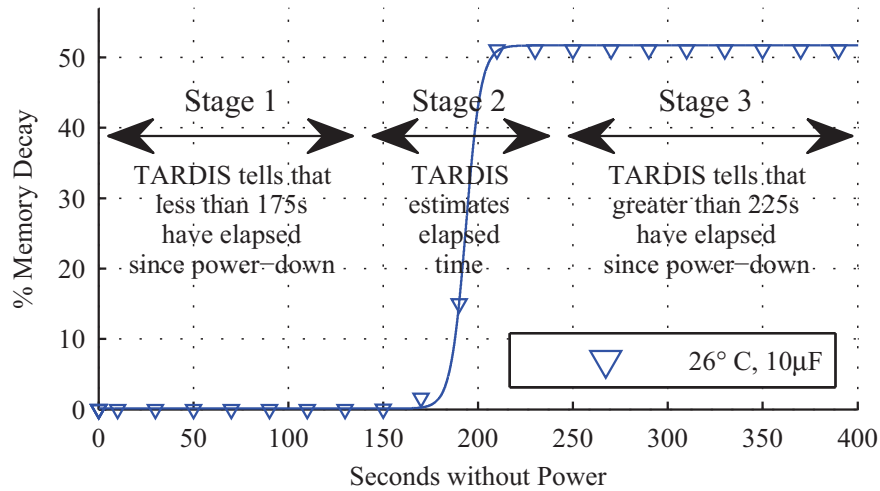 % Memory Decay
50
40
30
20
10
0
Stage 1
Stage 2
Stage 3
TARDIS tells that
less than 175s
have elapsed
since power−down
TARDIS
estimates
elapsed
time
TARDIS tells that
greater than 225s
have elapsed
since power−down
26° C, 10µF
0 50 100 150 200 250 300 350 400
Seconds without Power